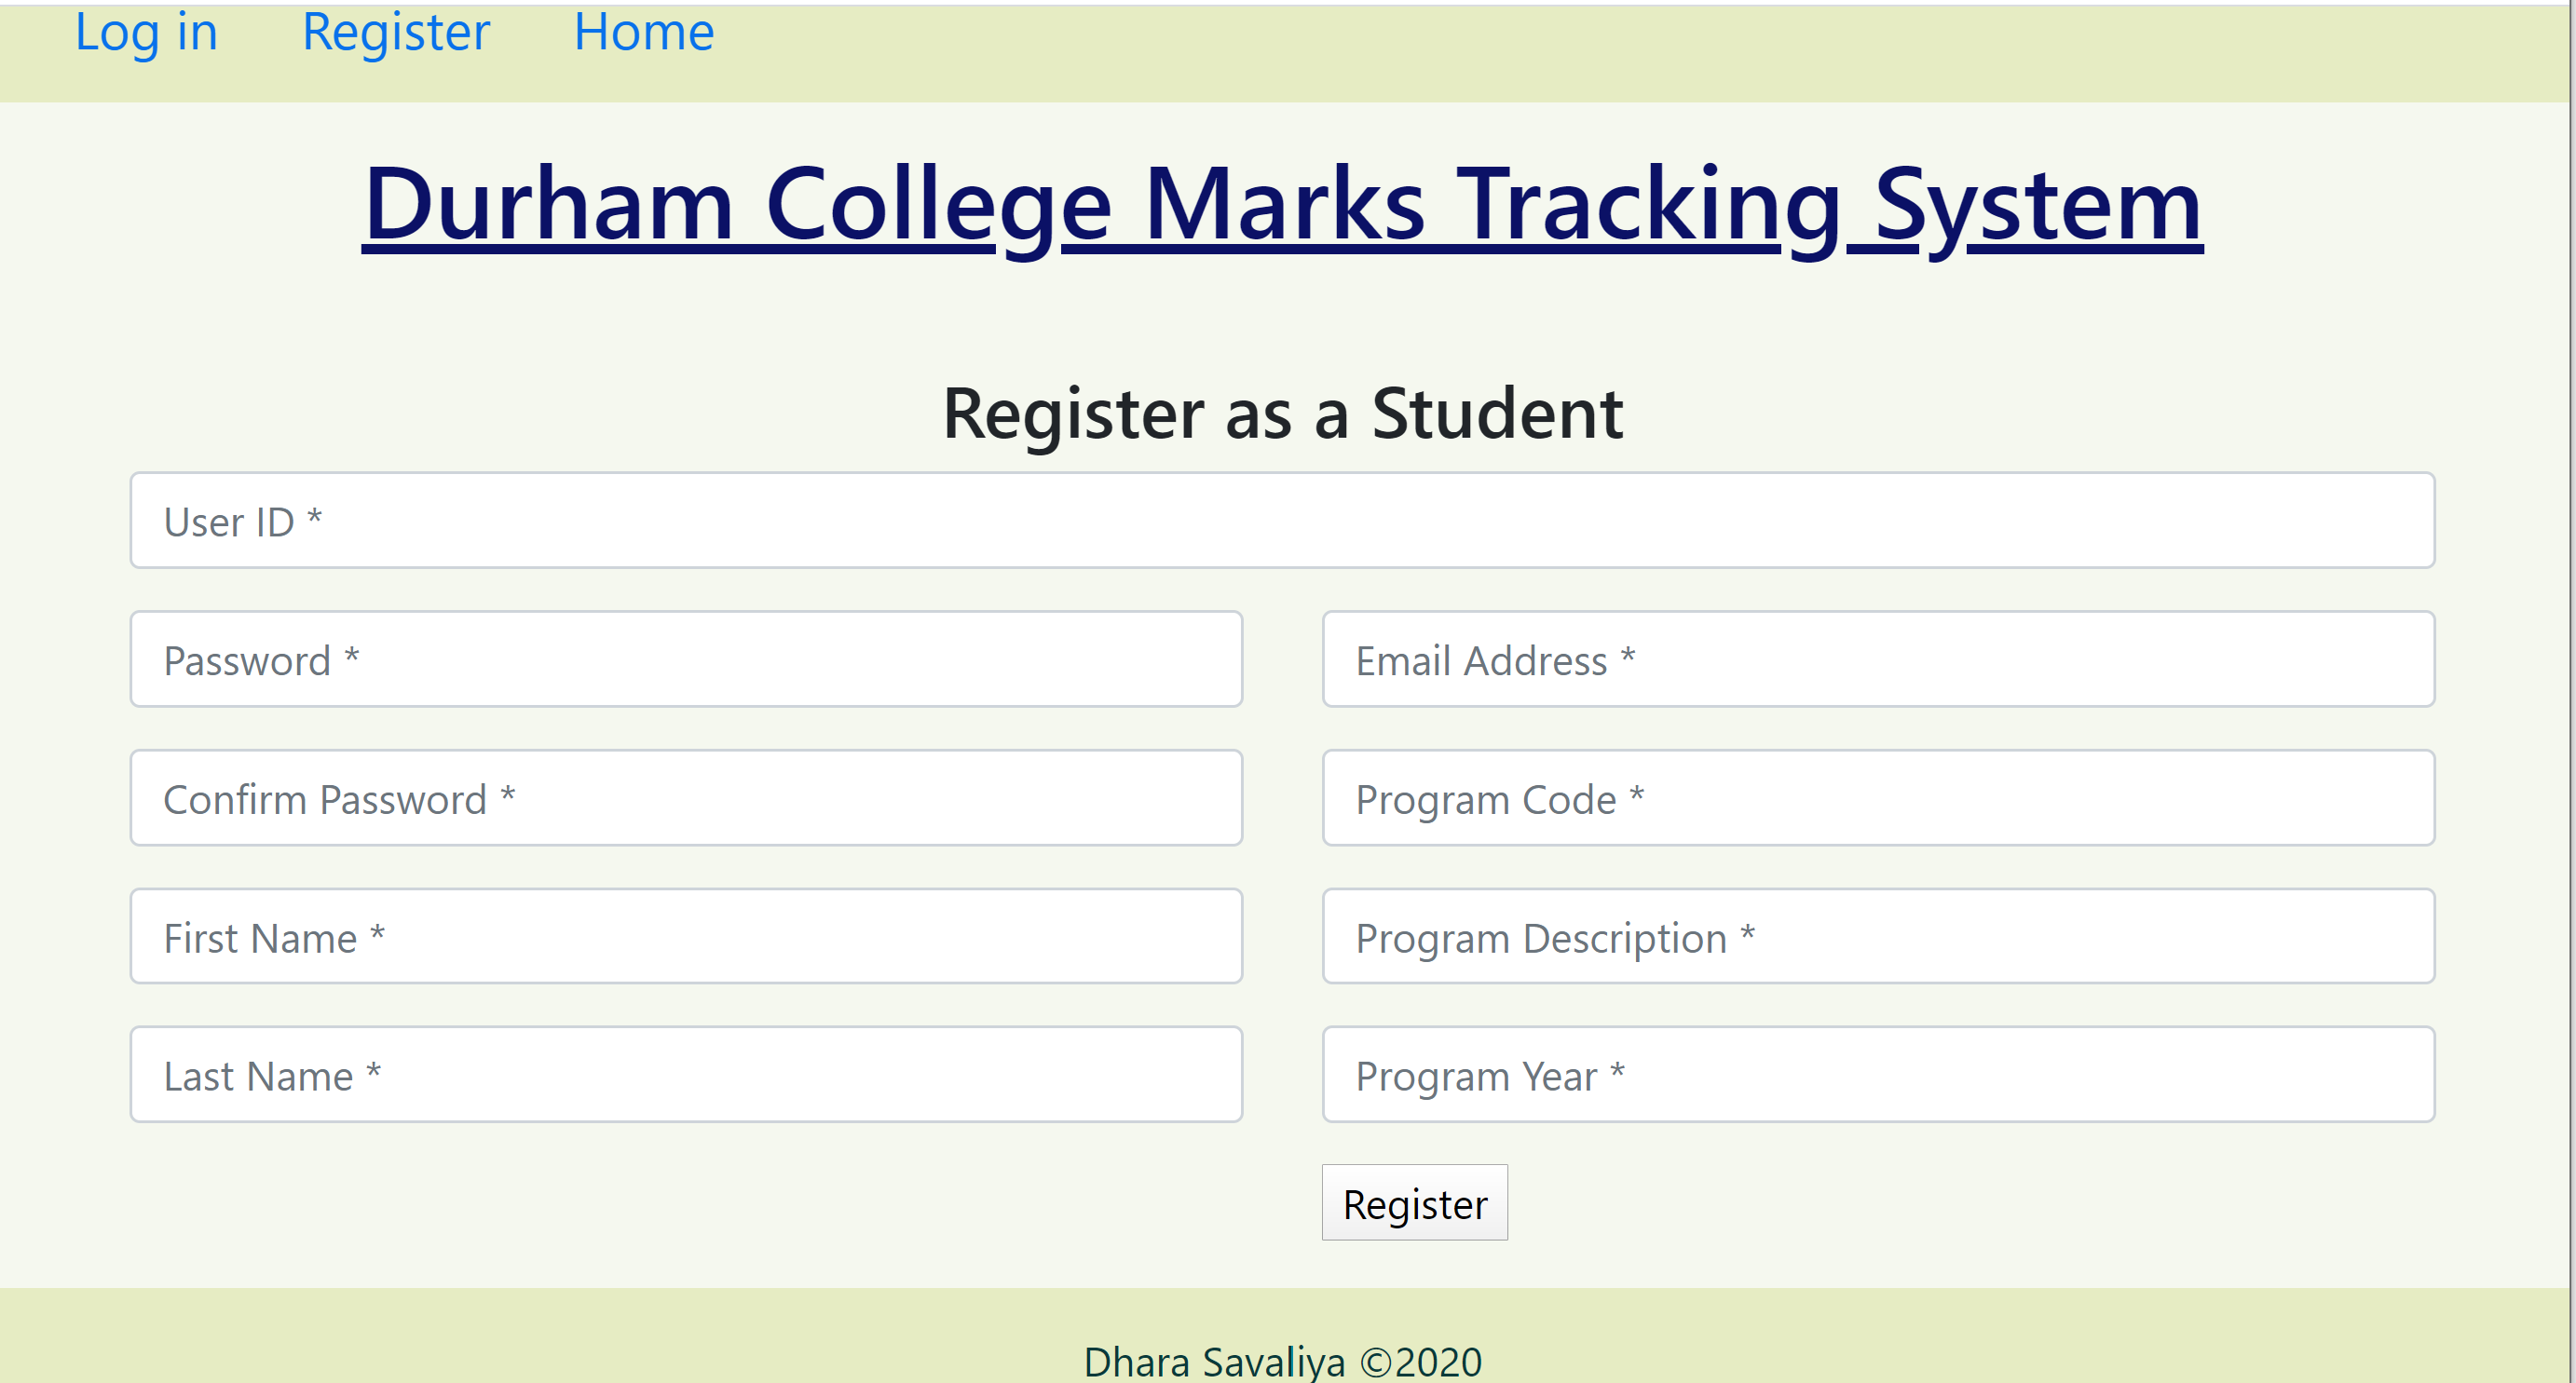 Log in Register Home
Durham College Marks Tracking System
Register as a Student
User ID *
Password * Email Address *
Confirm Password * Program Code *
First Name * Program Description *
Last Name * Program Year *
Register
Dhara Savaliya ©2020